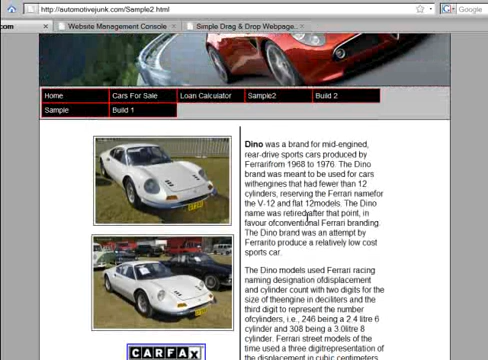 http://automotivejunk.com/Sample2.html
Google
com
Website Management Console
Simple Drag & Drop Webpage..
Home
Cars For Sale
Loan Calculator
Sample2
Build 2
Sample
Build 1
Dino was a brand for mid-engined,
rear-drive sports cars produced by
Ferrarifrom 1968 to 1976. The Dino
brand was meant to be used for cars
withengines that had fewer than 12
cylinders, reserving the Ferrari namefor
the V-12 and flat 12models. The Dino
name was retiredafter that point, in
favour ofconventional Ferrari branding.
The Dino brand was an attempt by
Ferrarito produce a relatively low cost
sports car.
The Dino models used Ferrari racing
naming designation ofdisplacement
and cylinder count with two digits for the
size of theengine in deciliters and the
third digit to represent the number
ofcylinders, i.e., 246 being a 2.4 litre 6
cylinder and 308 being a 3.0litre 8
cylinder. Ferrari street models of the
time used a three digitrepresentation of
the displacement in cubic centimeters
CARFAX